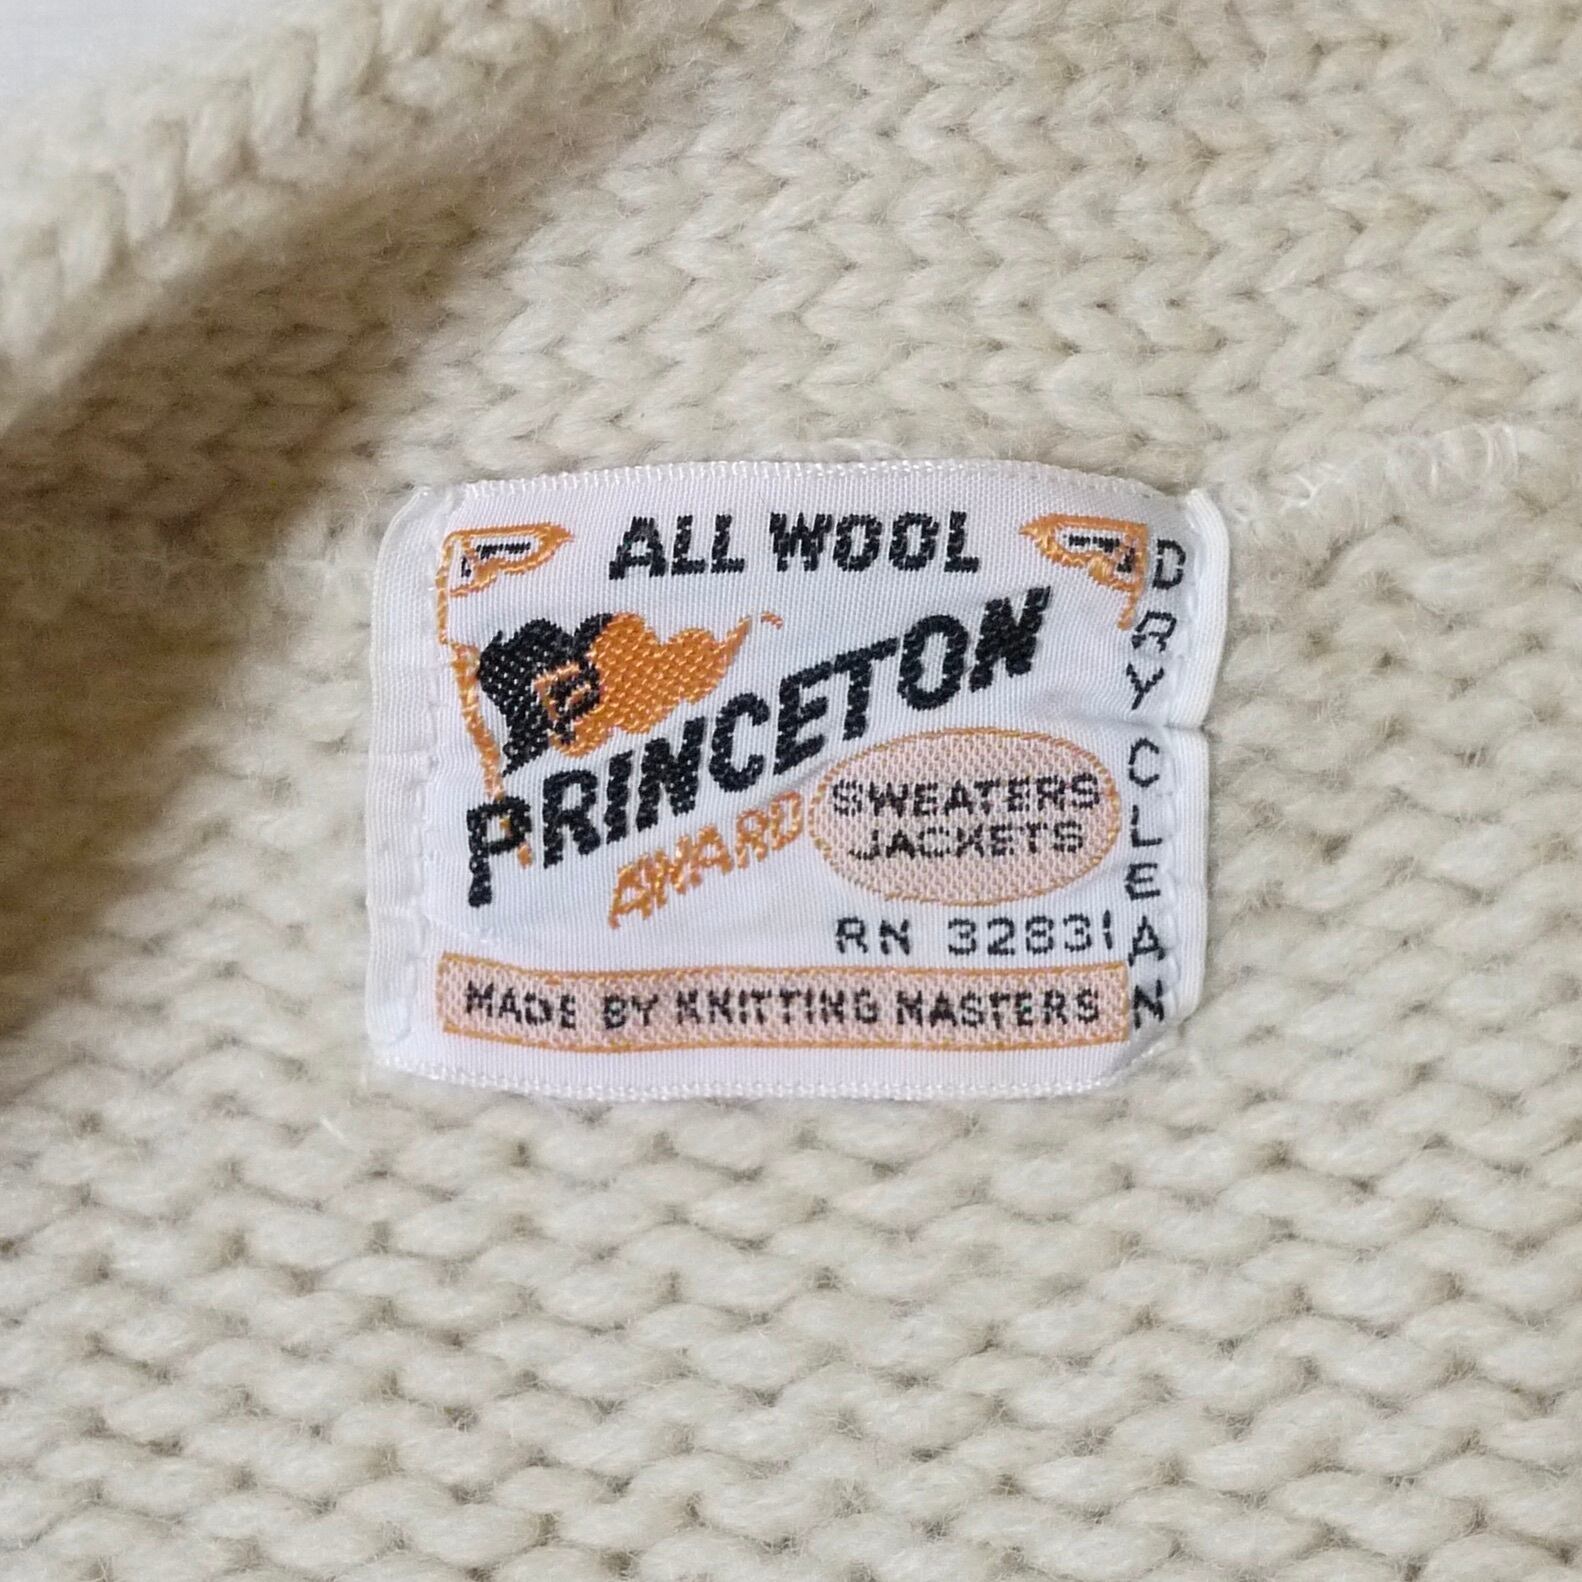 ALL WOOL
P
PRINCETON
AWARD
SWEATERS
JACKETS
RN 32831
MADE BY KNITTING MASTERS
DRY CLEAN